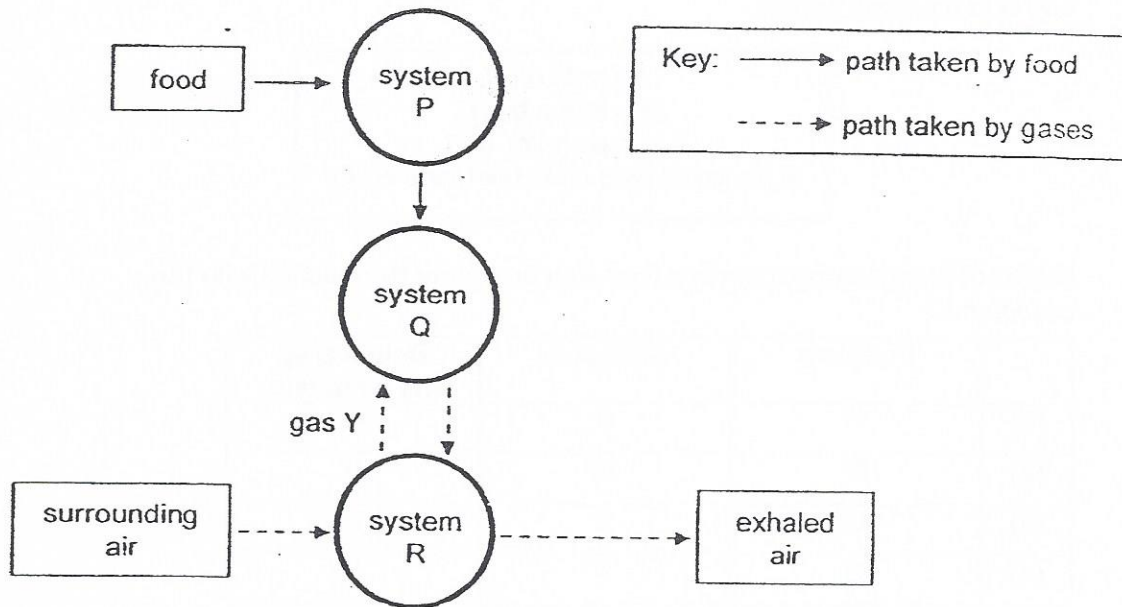 food
system
P
Key:
path taken by food
path taken by gases
system
Q
gas Y
surrounding
air
system
R
exhaled
air